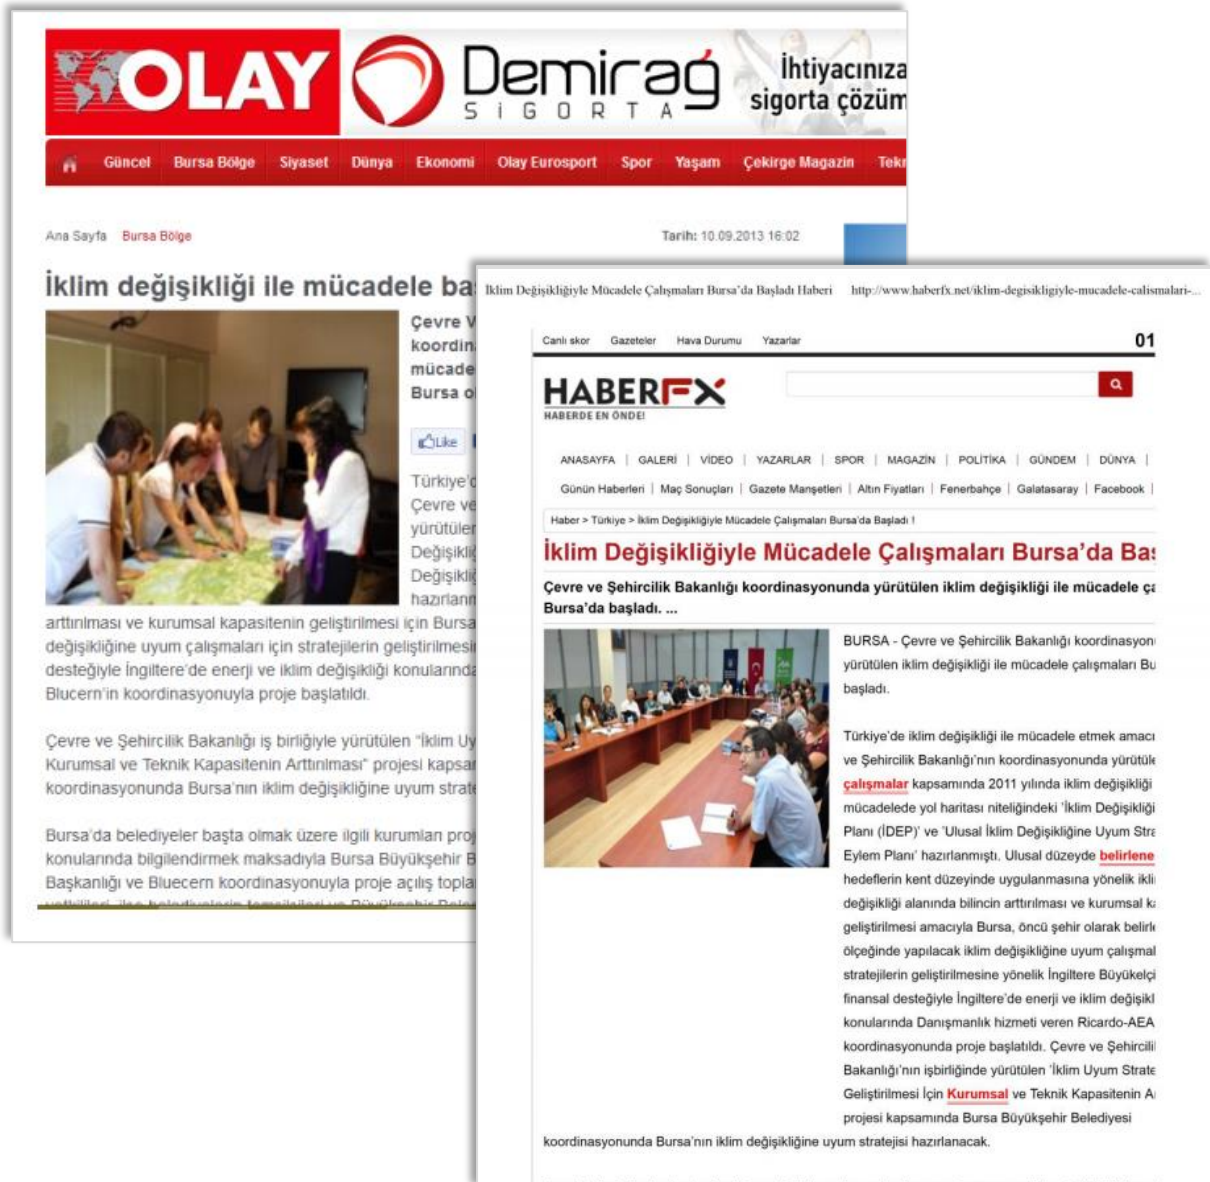 OLAY
Demirağ
SİGORTA
İhtiyacınıza
sigorta çözüm
Güncel Bursa Bölge Siyaset Dünya Ekonomi Olay Eurosport Spor Yaşam Çekirge Magazin Tekn
Ana Sayfa Bursa Bölge Tarih: 10.09.2013 16:02
İklim değişikliği ile mücadele ba
Çevre V
koordin
mücade
Bursa o
Like
Türkiye'd
Çevre ve
yürütüler
Değişikliğ
Değişikliğ
hazırlanm
arttırılması ve kurumsal kapasitenin geliştirilmesi için Bursa
değişikliğine uyum çalışmaları için stratejilerin geliştirilmesi
desteğiyle İngiltere'de enerji ve iklim değişikliği konularında
Blucern'in koordinasyonuyla proje başlatıldı.
Çevre ve Şehircilik Bakanlığı iş birliğiyle yürütülen "İklim Uy
Kurumsal ve Teknik Kapasitenin Arttırılması" projesi kapsar
koordinasyonunda Bursa'nın iklim değişikliğine uyum strate
Bursa'da belediyeler başta olmak üzere ilgili kurumları proj
konularında bilgilendirmek maksadıyla Bursa Büyükşehir B
Başkanlığı ve Bluecern koordinasyonuyla proje açılış topla
İklim Değişikliğiyle Mücadele Çalışmaları Bursa'da Başladı Haberi http://www.haberfx.net/iklim-degisikligiyle-mucadele-calismalari-...
Canlı skor Gazeteler Hava Durumu Yazarlar 01
HABERFX
HABERDE EN ÖNDE!
ANASAYFA | GALERİ | VİDEO | YAZARLAR | SPOR | MAGAZİN | POLİTİKA | GÜNDEM | DÜNYA |
Günün Haberleri | Maç Sonuçları | Gazete Manşetleri | Altın Fiyatları | Fenerbahçe | Galatasaray | Facebook |
Haber > Türkiye > İklim Değişikliğiyle Mücadele Çalışmaları Bursa'da Başladı !
İklim Değişikliğiyle Mücadele Çalışmaları Bursa'da Baş
Çevre ve Şehircilik Bakanlığı koordinasyonunda yürütülen iklim değişikliği ile mücadele ça
Bursa'da başladı. ...
BURSA - Çevre ve Şehircilik Bakanlığı koordinasyon
yürütülen iklim değişikliği ile mücadele çalışmaları Bu
başladı.
Türkiye'de iklim değişikliği ile mücadele etmek amacı
ve Şehircilik Bakanlığı'nın koordinasyonunda yürütüle
çalışmalar kapsamında 2011 yılında iklim değişikliği
mücadelede yol haritası niteliğindeki 'İklim Değişikliği
Planı (İDEP)' ve 'Ulusal İklim Değişikliğine Uyum Stra
Eylem Planı' hazırlanmıştı. Ulusal düzeyde belirlene
hedeflerin kent düzeyinde uygulanmasına yönelik ikli
değişikliği alanında bilincin arttırılması ve kurumsal ka
geliştirilmesi amacıyla Bursa, öncü şehir olarak belirle
ölçeğinde yapılacak iklim değişikliğine uyum çalışmal
stratejilerin geliştirilmesine yönelik İngiltere Büyükelçi
finansal desteğiyle İngiltere'de enerji ve iklim değişikl
konularında Danışmanlık hizmeti veren Ricardo-AEA
koordinasyonunda proje başlatıldı. Çevre ve Şehircili
Bakanlığı'nın işbirliğinde yürütülen 'İklim Uyum Strate
Geliştirilmesi İçin Kurumsal ve Teknik Kapasitenin A
projesi kapsamında Bursa Büyükşehir Belediyesi
koordinasyonunda Bursa'nın iklim değişikliğine uyum stratejisi hazırlanacak.